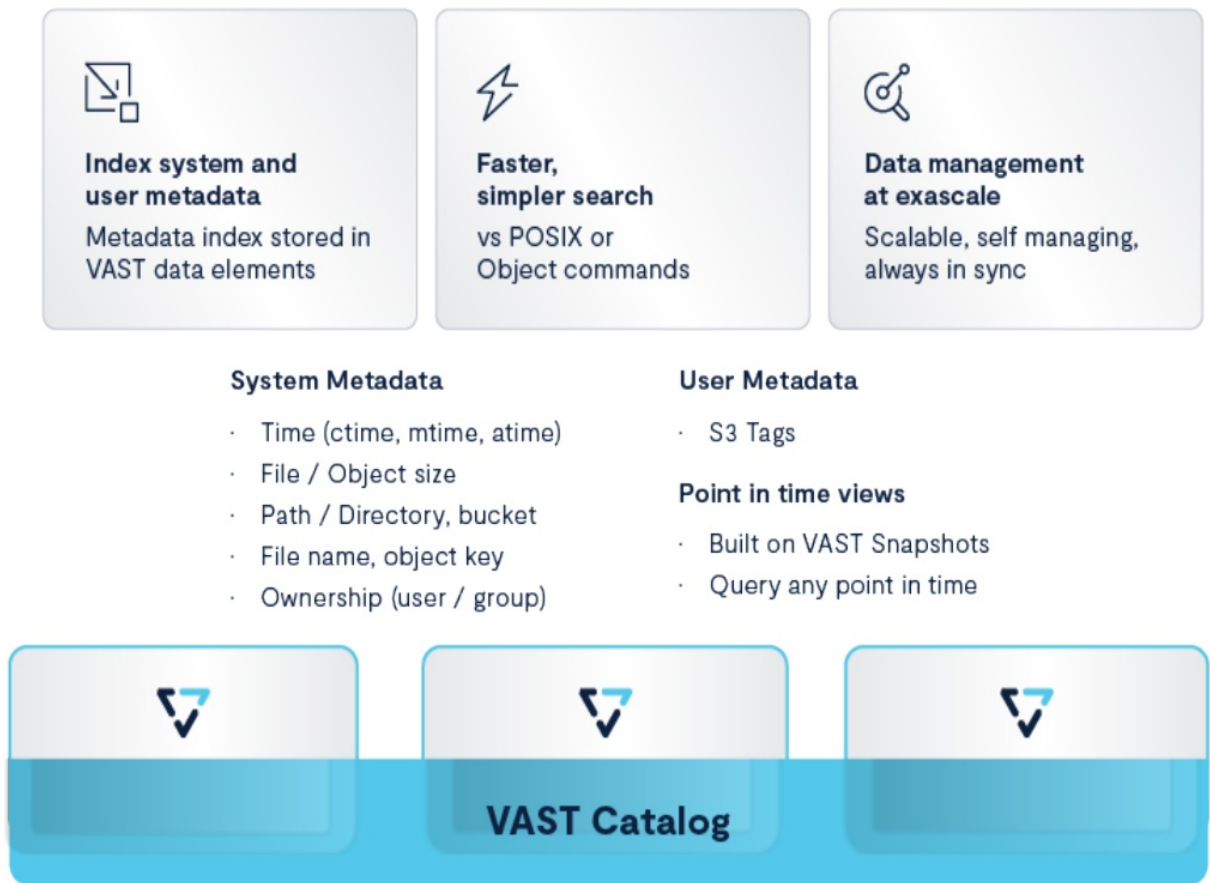 Index system and
user metadata
Metadata index stored in
VAST data elements
Faster,
simpler search
vs POSIX or
Object commands
Data management
at exascale
Scalable, self managing,
always in sync
System Metadata
· Time (ctime, mtime, atime)
· File / Object size
· Path / Directory, bucket
· File name, object key
· Ownership (user / group)
User Metadata
· S3 Tags
Point in time views
· Built on VAST Snapshots
· Query any point in time
VAST Catalog